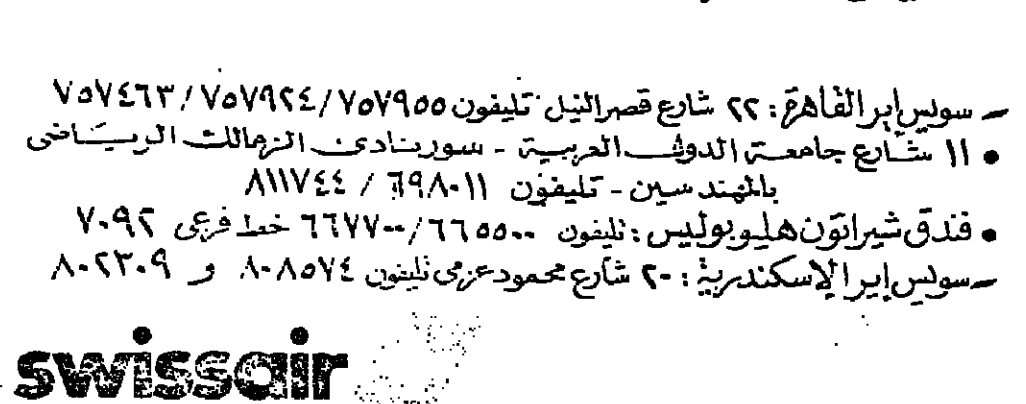 ـ سويس إير القاهرة : ٢٢ شارع قصر النيل تليفون ٧٥٧٩٥٥ / ٧٥٧٩٢٤ / ٧٥٧٤٦٣
• ١١ شارع جامعة الدول العربية - سور نادى الزمالك الرياضى
بالمهندسين - تليفون ٦٩٨٠١١ / ٨١١٧٤٤
• فندق شيراتون هليوبوليس : تليفون ٦٦٥٥٠٠ / ٦٦٧٧٠٠ خط فرعى ٧٠٩٢
ـ سويس إير الإسكندرية : ٢٠ شارع محمود عزمى تليفون ٨٠٨٥٧٤ و ٨٠٢٣٠٩
swissair